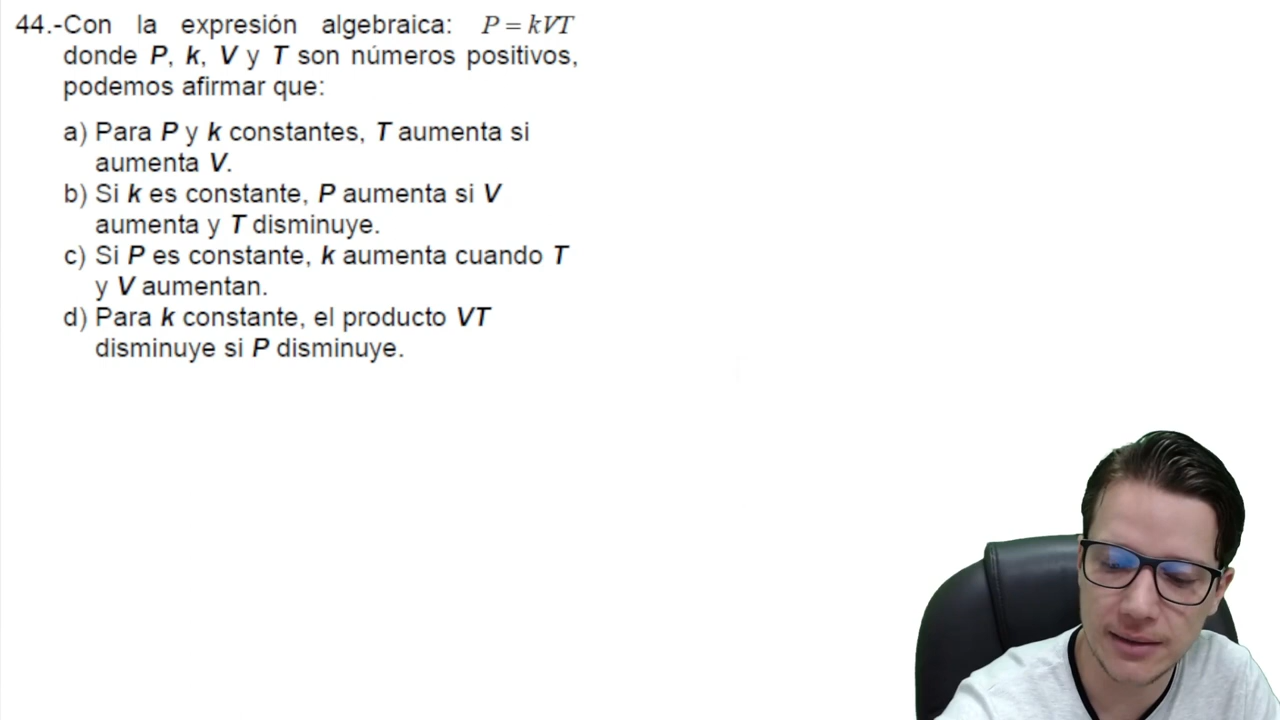 44.-Con la expresión algebraica: P = kVT
donde P, k, V y T son números positivos,
podemos afirmar que:
a) Para P y k constantes, T aumenta si
aumenta V.
b) Si k es constante, P aumenta si V
aumenta y T disminuye.
c) Si P es constante, k aumenta cuando T
y V aumentan.
d) Para k constante, el producto VT
disminuye si P disminuye.